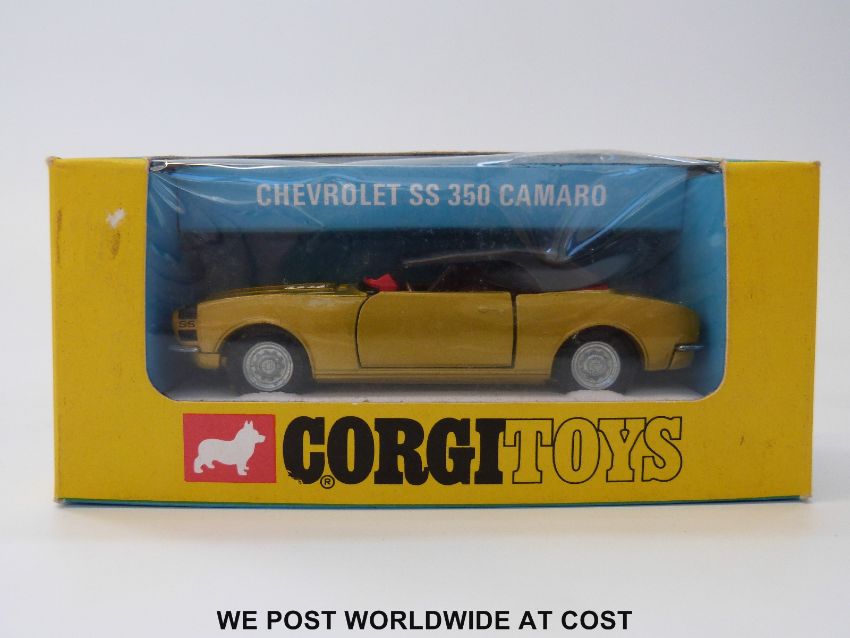 CHEVROLET SS 350 CAMARO
SS
CORGI TOYS
®
WE POST WORLDWIDE AT COST